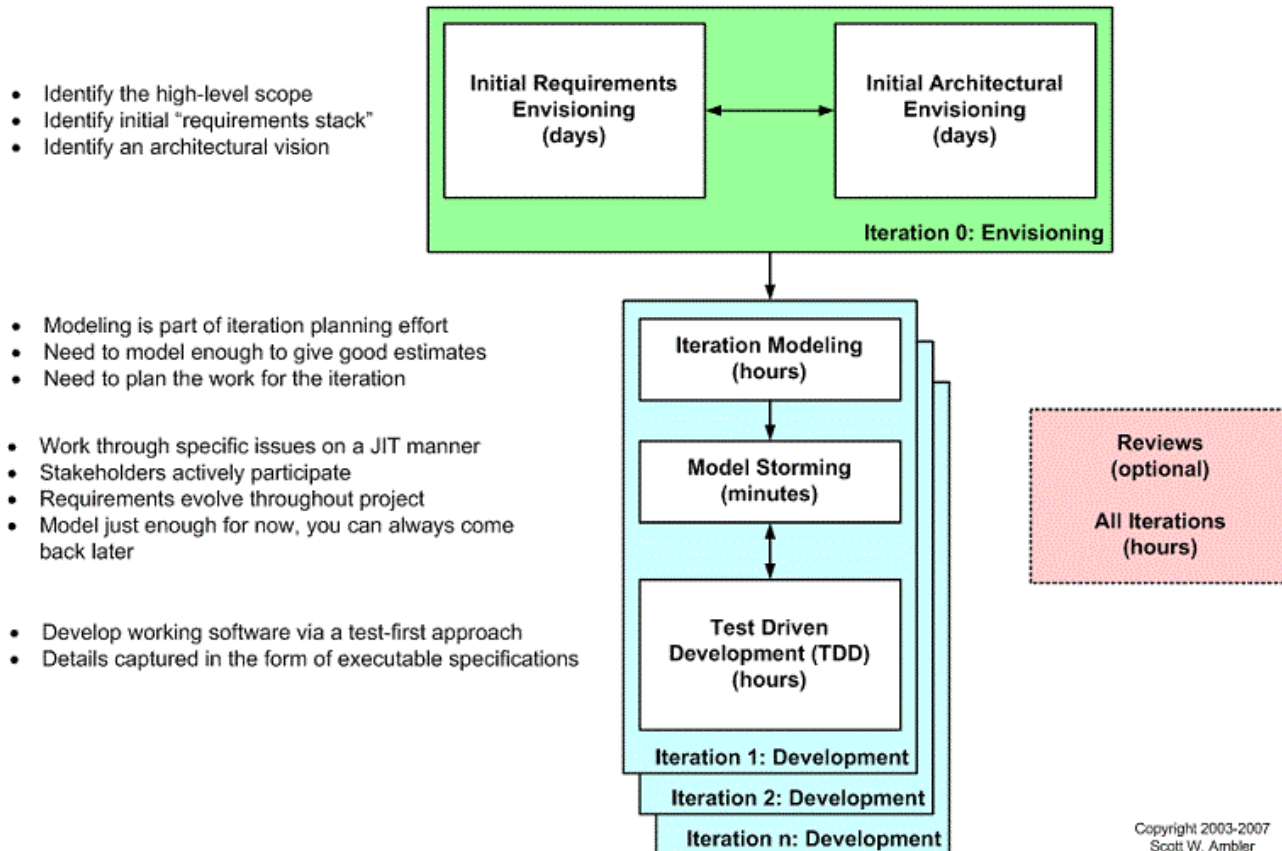 Initial Requirements
Envisioning
(days)
Initial Architectural
Envisioning
(days)
Iteration 0: Envisioning
• Identify the high-level scope
• Identify initial “requirements stack”
• Identify an architectural vision
• Modeling is part of iteration planning effort
• Need to model enough to give good estimates
• Need to plan the work for the iteration
Iteration Modeling
(hours)
• Work through specific issues on a JIT manner
• Stakeholders actively participate
• Requirements evolve throughout project
• Model just enough for now, you can always come
back later
Model Storming
(minutes)
Reviews
(optional)
All Iterations
(hours)
• Develop working software via a test-first approach
• Details captured in the form of executable specifications
Test Driven
Development (TDD)
(hours)
Iteration 1: Development
Iteration 2: Development
Iteration n: Development
Copyright 2003-2007
Scott W. Ambler